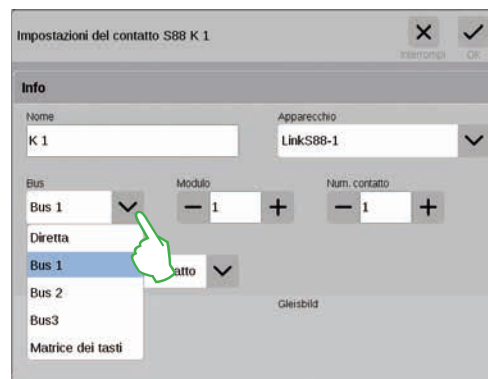 Impostazioni del contatto S88 K 1
Interrompi OK
Info
Nome Apparecchio
K 1 LinkS88-1
Bus Modulo Num. contatto
Bus 1 1 1
Diretta
Bus 1
atto
Bus 2
Gleisbild
Bus3
Matrice dei tasti